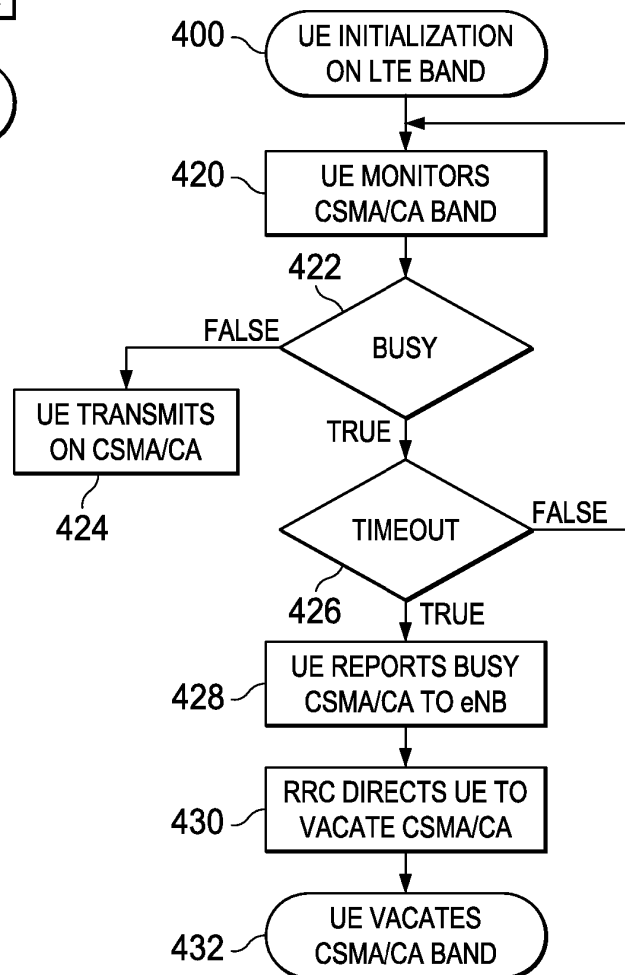 400
UE INITIALIZATION
ON LTE BAND
420
UE MONITORS
CSMA/CA BAND
422
FALSE
BUSY
UE TRANSMITS
ON CSMA/CA
424
TRUE
TIMEOUT
FALSE
426
TRUE
428
UE REPORTS BUSY
CSMA/CA TO eNB
430
RRC DIRECTS UE TO
VACATE CSMA/CA
432
UE VACATES
CSMA/CA BAND